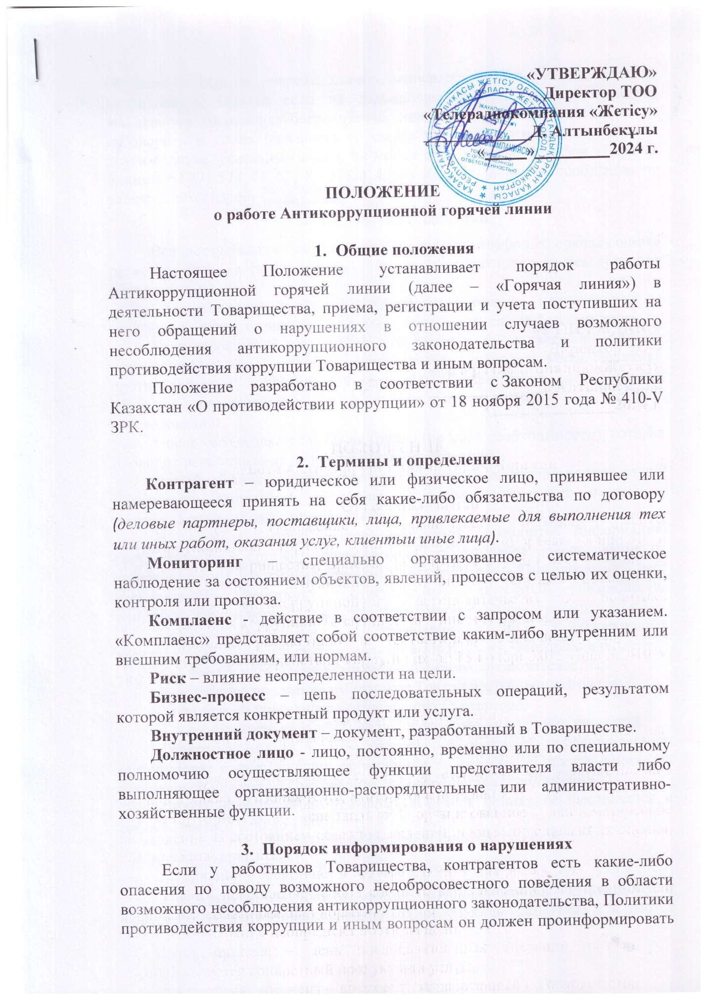 «УТВЕРЖДАЮ»
Директор ТОО
«Телерадиокомпания «Жетісу»
____________Д. Алтынбекұлы
«_____»_________2024 г.
ПОЛОЖЕНИЕ
о работе Антикоррупционной горячей линии
1. Общие положения
Настоящее Положение устанавливает порядок работы
Антикоррупционной горячей линии (далее – «Горячая линия») в
деятельности Товарищества, приема, регистрации и учета поступивших на
него обращений о нарушениях в отношении случаев возможного
несоблюдения антикоррупционного законодательства и политики
противодействия коррупции Товарищества и иным вопросам.
Положение разработано в соответствии с Законом Республики
Казахстан «О противодействии коррупции» от 18 ноября 2015 года № 410-V
ЗРК.
2. Термины и определения
Контрагент – юридическое или физическое лицо, принявшее или
намеревающееся принять на себя какие-либо обязательства по договору
(деловые партнеры, поставщики, лица, привлекаемые для выполнения тех
или иных работ, оказания услуг, клиентыи иные лица).
Мониторинг – специально организованное систематическое
наблюдение за состоянием объектов, явлений, процессов с целью их оценки,
контроля или прогноза.
Комплаенс - действие в соответствии с запросом или указанием.
«Комплаенс» представляет собой соответствие каким-либо внутренним или
внешним требованиям, или нормам.
Риск – влияние неопределенности на цели.
Бизнес-процесс – цепь последовательных операций, результатом
которой является конкретный продукт или услуга.
Внутренний документ – документ, разработанный в Товариществе.
Должностное лицо - лицо, постоянно, временно или по специальному
полномочию осуществляющее функции представителя власти либо
выполняющее организационно-распорядительные или административно-
хозяйственные функции.
3. Порядок информирования о нарушениях
Если у работников Товарищества, контрагентов есть какие-либо
опасения по поводу возможного недобросовестного поведения в области
возможного несоблюдения антикоррупционного законодательства, Политики
противодействия коррупции и иным вопросам он должен проинформировать